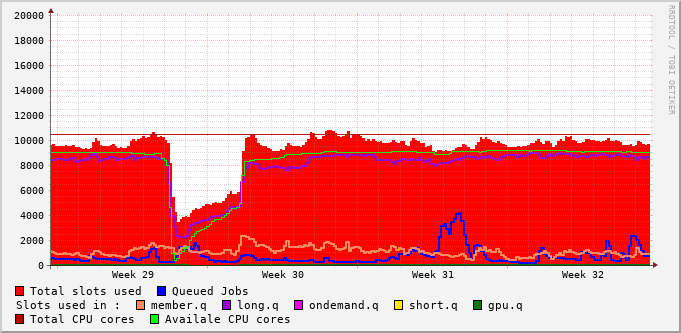 20000
18000
16000
14000
12000
10000
8000
6000
4000
2000
0
Week 29 Week 30 Week 31 Week 32
Total slots used Queued Jobs
Slots used in : member.q long.q ondemand.q short.q gpu.q
Total CPU cores Availale CPU cores
RRDTOOL / TOBI OETIKER